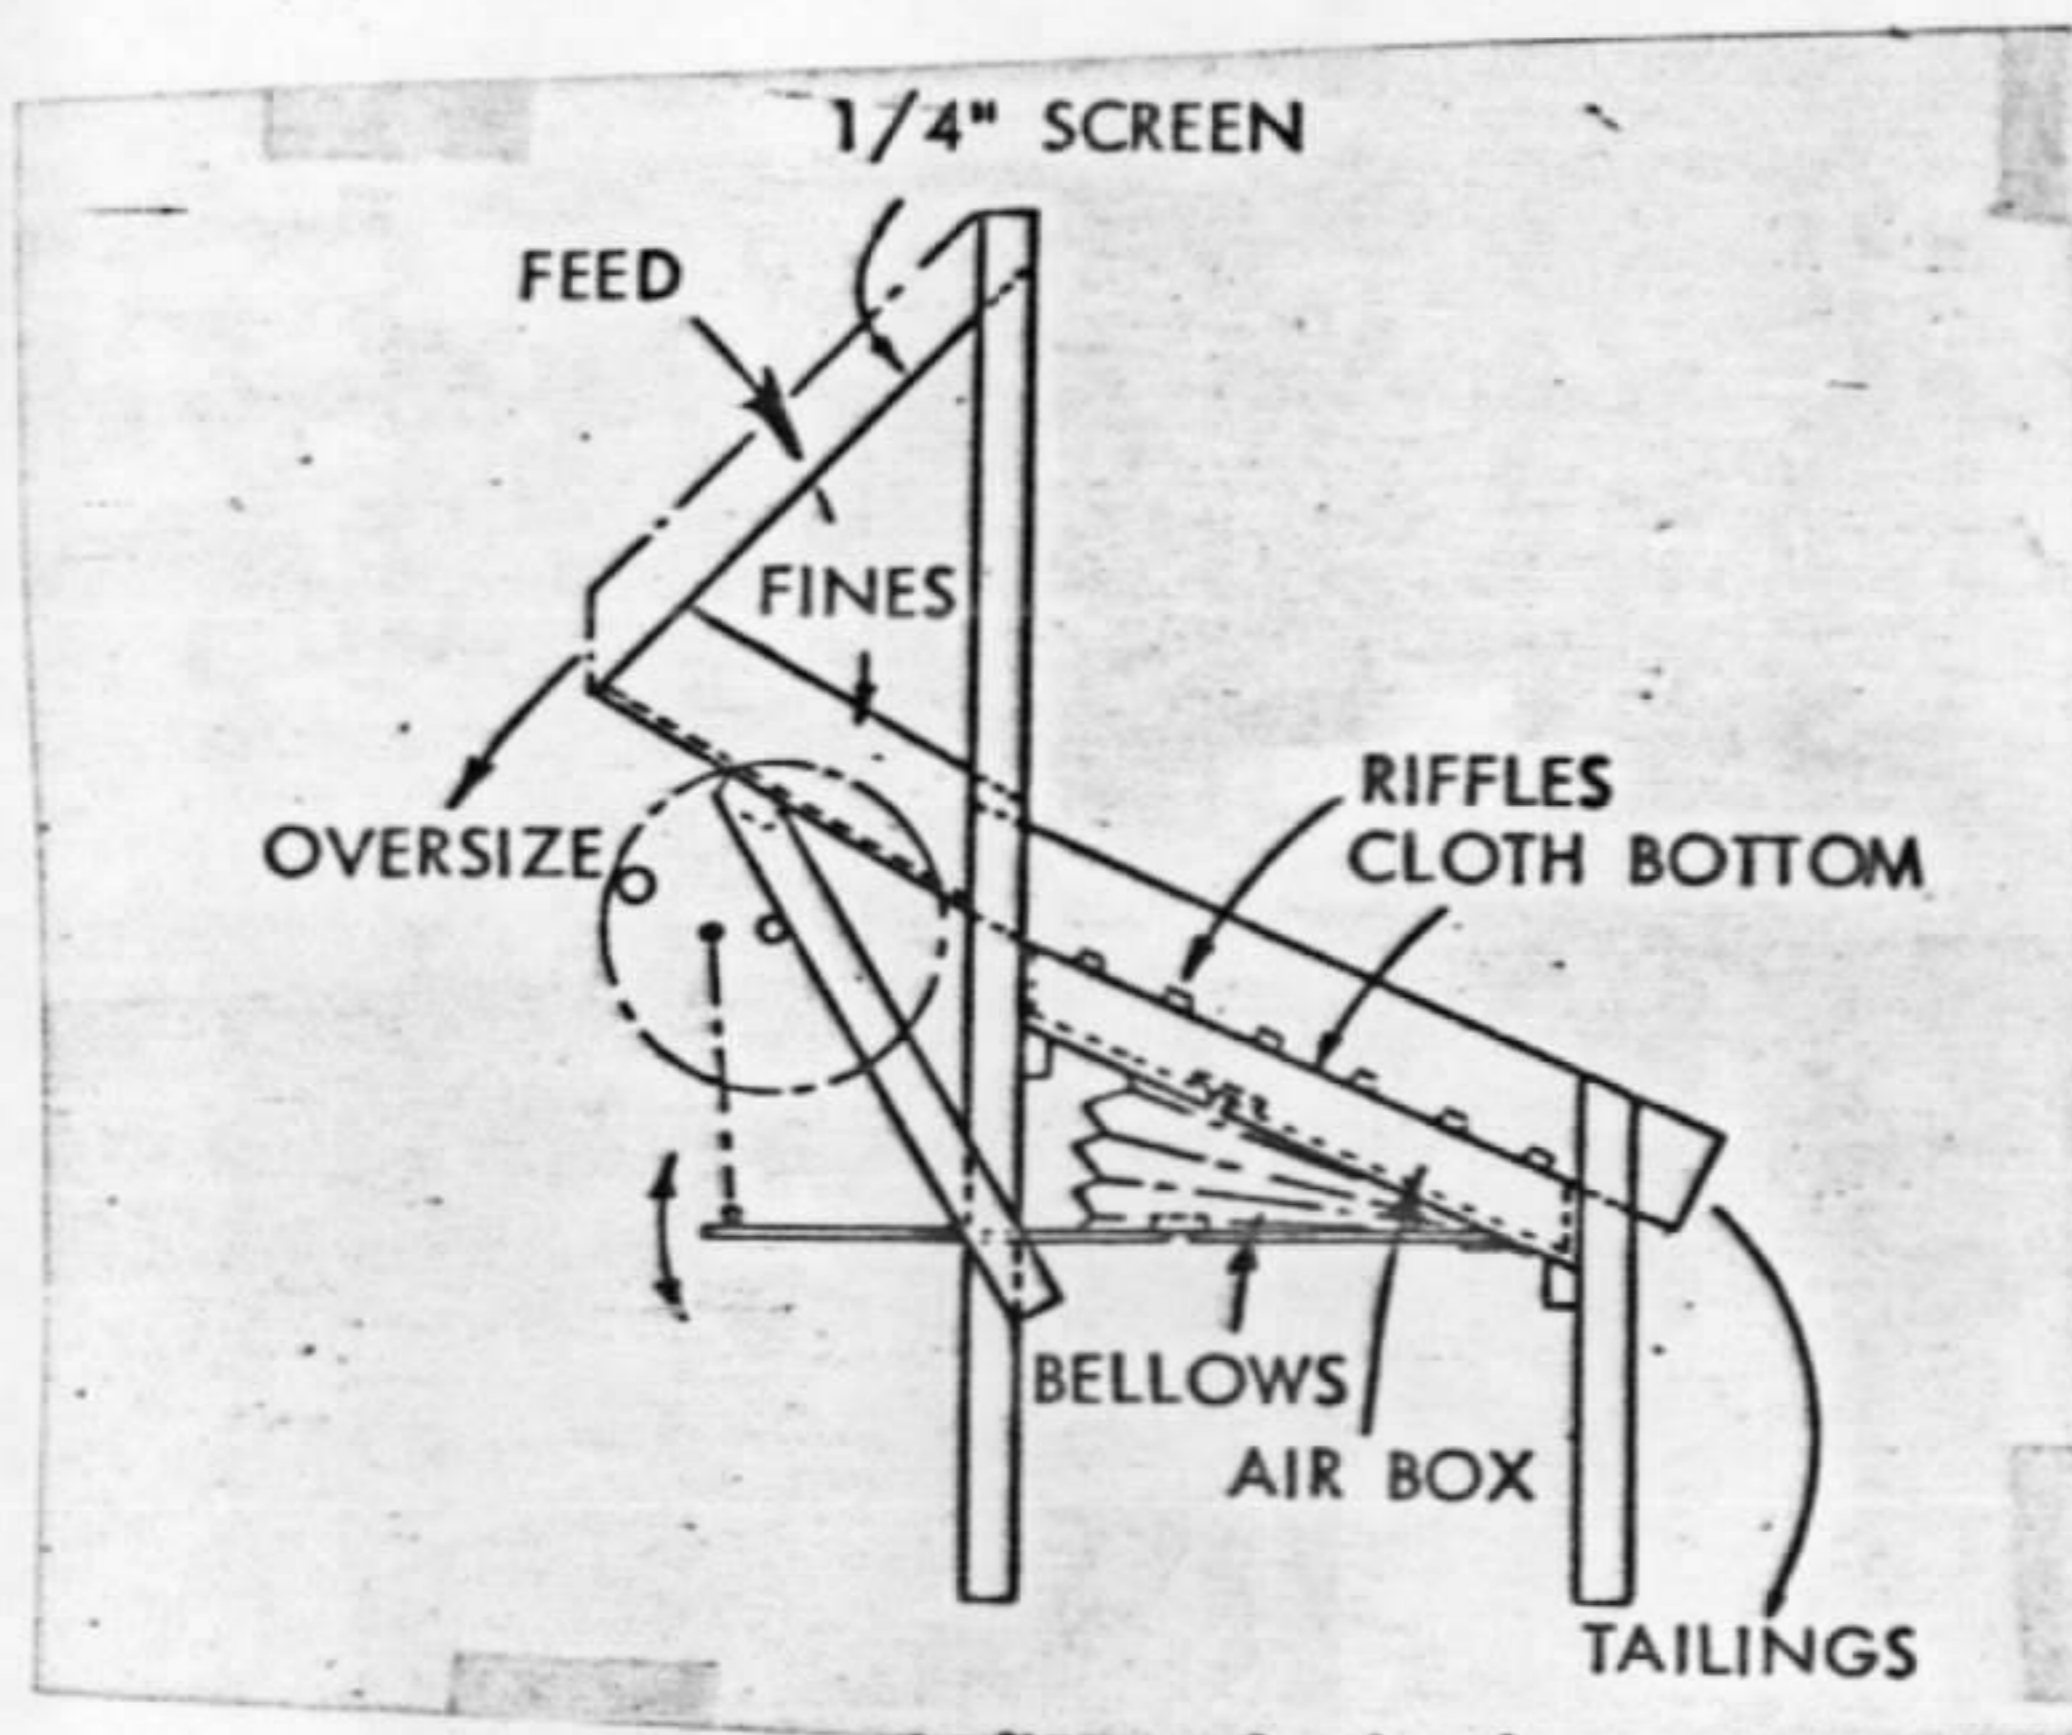 1/4" SCREEN
FEED
FINES
RIFFLES
CLOTH BOTTOM
OVERSIZE
BELLOWS
AIR BOX
TAILINGS